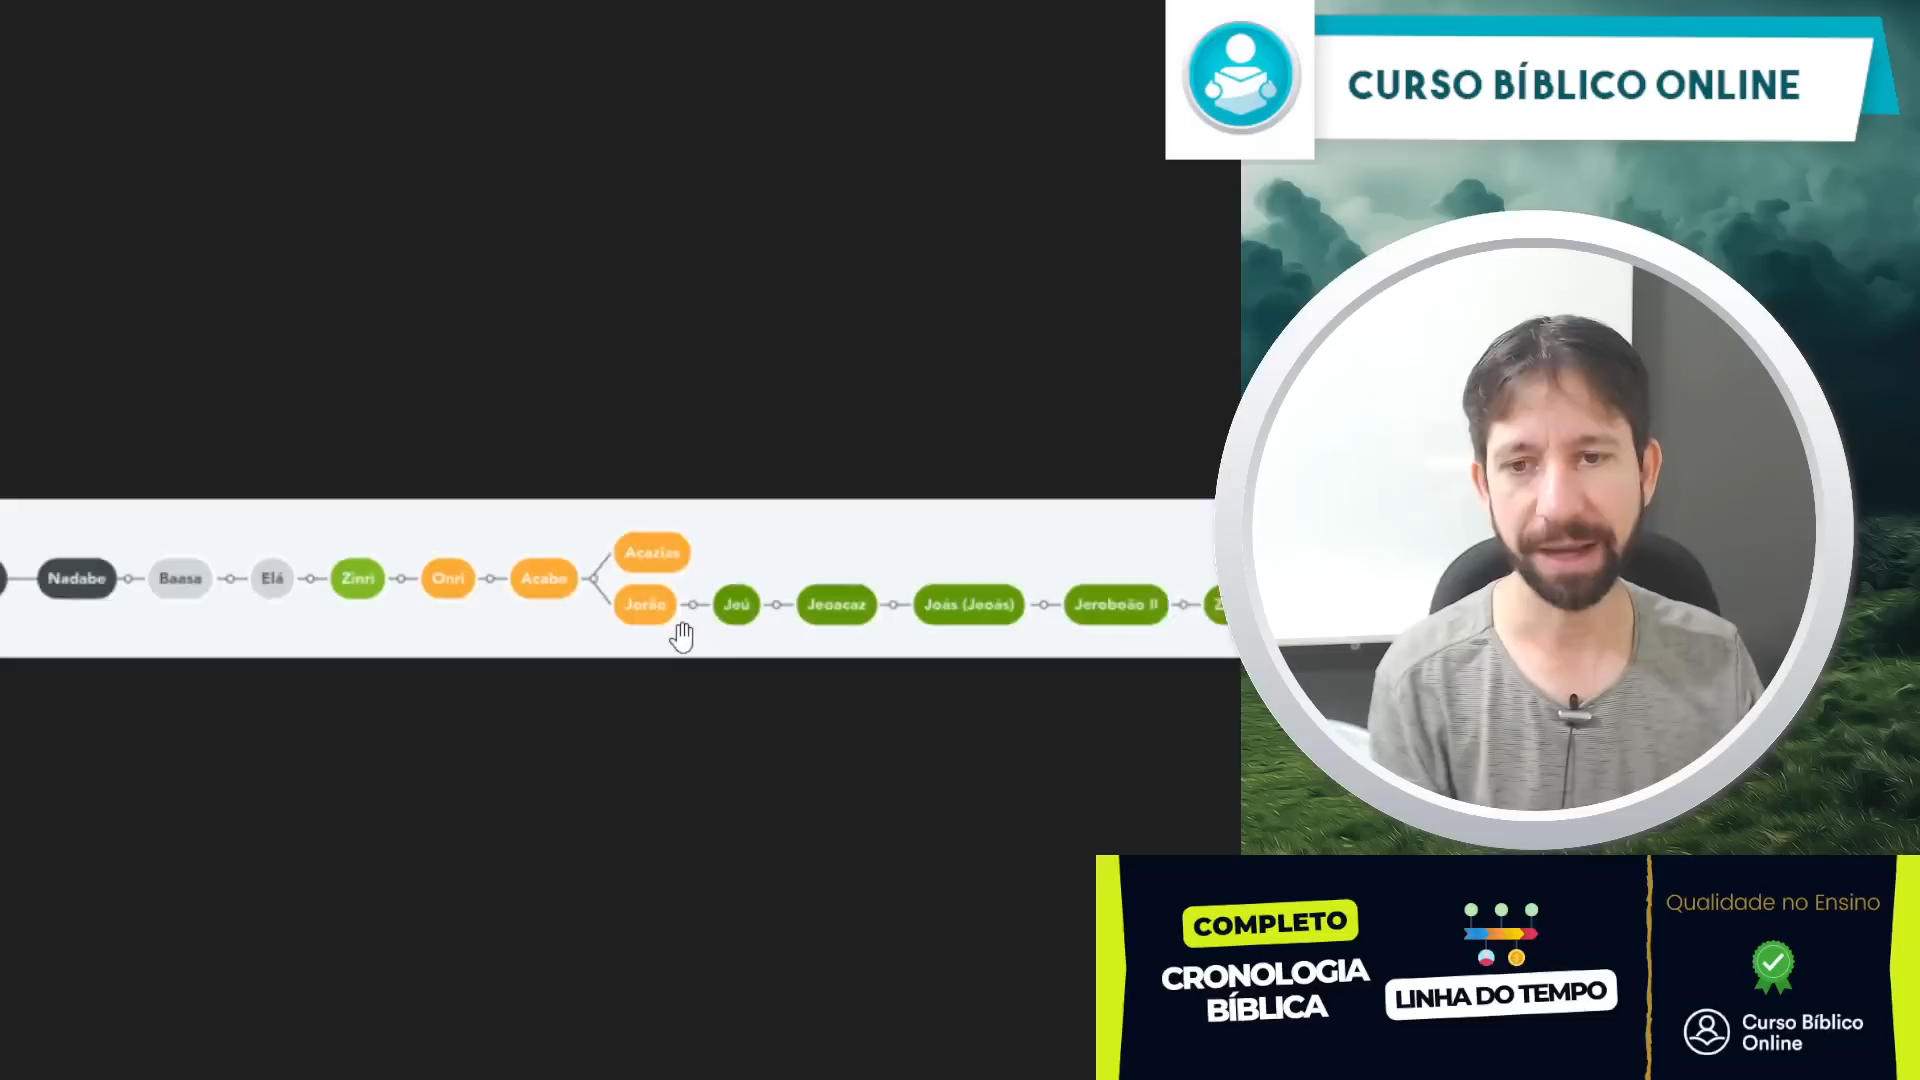 CURSO BÍBLICO ONLINE
Nadabe
Baasa
Elá
Zinri
Onri
Acabe
Acazias
Jorão
Jeú
Jeoacaz
Joás (Jeoás)
Jeroboão II
Z
COMPLETO
CRONOLOGIA
BÍBLICA
LINHA DO TEMPO
Qualidade no Ensino
Curso Bíblico
Online